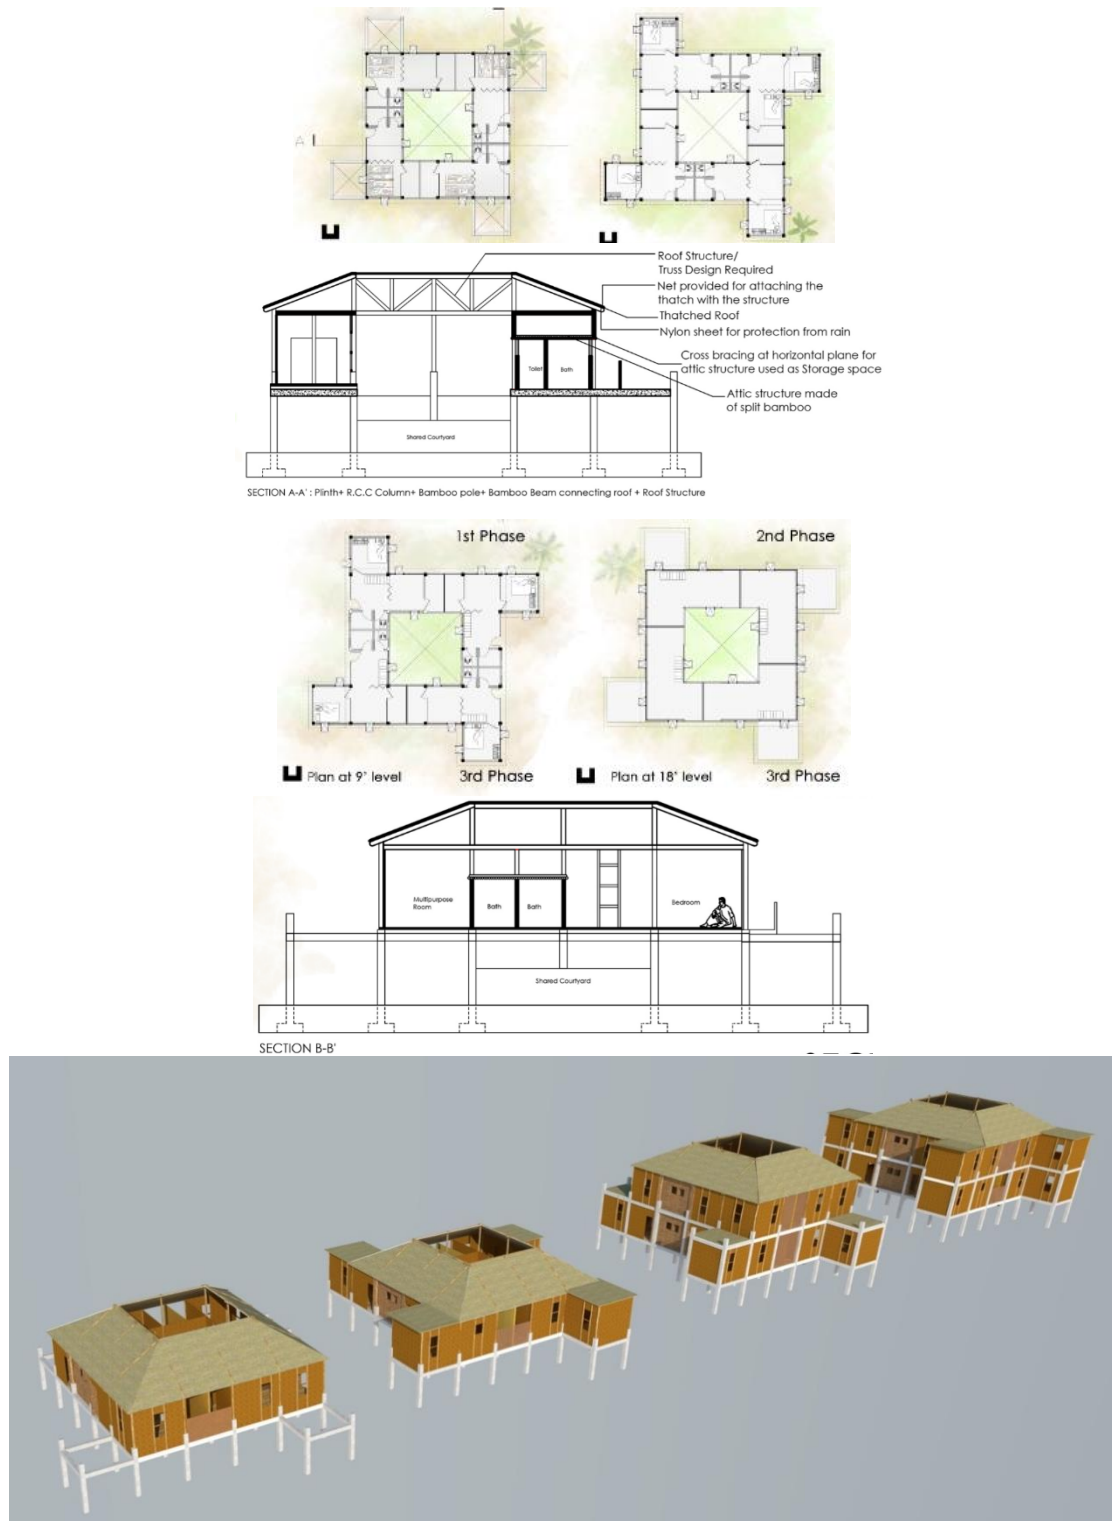 A
Roof Structure/
Truss Design Required
Net provided for attaching the
thatch with the structure
Thatched Roof
Nylon sheet for protection from rain
Cross bracing at horizontal plane for
attic structure used as Storage space
Attic structure made
of split bamboo
Toilet
Bath
Shared Courtyard
SECTION A-A' : Plinth+ R.C.C Column+ Bamboo pole+ Bamboo Beam connecting roof + Roof Structure
1st Phase
2nd Phase
Plan at 9' level
3rd Phase
Plan at 18' level
3rd Phase
Multipurpose
Room
Bath
Bath
Bedroom
Shared Courtyard
SECTION B-B'